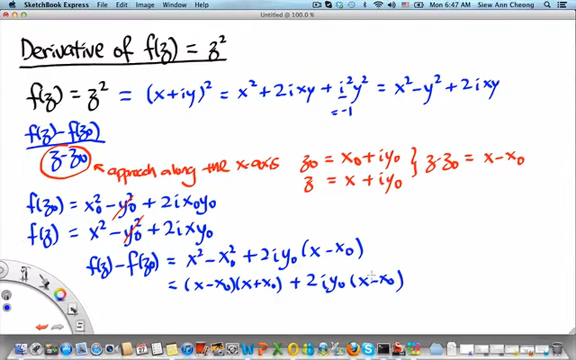 SketchBook Express File Edit Image Window Help Mon 6:47 AM Siew Ann Cheong
Untitled @ 100.0 %
Derivative of f(z) = z²
f(z) = z² = (x+iy)² = x² + 2ixy + i²y² = x² - y² + 2ixy
= -1
f(z) - f(z0)
z - z0 approach along the x-axis z0 = x0 + iy0 } z - z0 = x - x0
z = x + iy0
f(z0) = x0² - y0² + 2ix0y0
f(z) = x² - y0² + 2ixy0
f(z) - f(z0) = x² - x0² + 2iy0(x - x0)
= (x - x0)(x + x0) + 2iy0(x - x0)